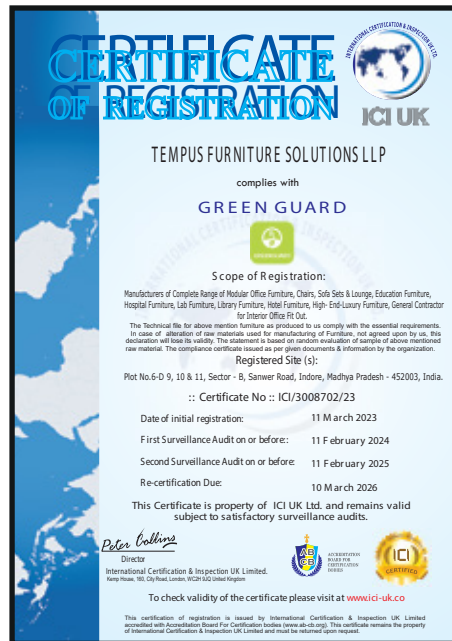 CERTIFICATE
OF REGISTRATION
INTERNATIONAL CERTIFICATION & INSPECTION UK LTD.
ICI UK
TEMPUS FURNITURE SOLUTIONS LLP
complies with
GREEN GUARD
GREENGUARD
Scope of Registration:
Manufacturers of Complete Range of Modular Office Furniture, Chairs, Sofa Sets & Lounge, Education Furniture,
Hospital Furniture, Lab Furniture, Library Furniture, Hotel Furniture, High- End-Luxury Furniture, General Contractor
for Interior Office Fit Out.
The Technical file for above mention furniture as produced to us comply with the essential requirements.
In case of alteration of raw materials used for manufacturing of Furniture, not agreed upon by us, this
declaration will lose its validity. The statement is based on random evaluation of sample of above mentioned
raw material. The compliance certificate issued as per given documents & information by the organization.
Registered Site (s):
Plot No.6-D 9, 10 & 11, Sector - B, Sanwer Road, Indore, Madhya Pradesh - 452003, India.
:: Certificate No :: ICI/3008702/23
Date of initial registration: 11 March 2023
First Surveillance Audit on or before:: 11 February 2024
Second Surveillance Audit on or before: 11 February 2025
Re-certification Due: 10 March 2026
This Certificate is property of ICI UK Ltd. and remains valid
subject to satisfactory surveillance audits.
Peter Collins
Director
International Certification & Inspection UK Limited.
Kemp House, 160, City Road, London, WC2H 9JQ United Kingdom
AB
CB
ACCREDITATION
BOARD FOR
CERTIFICATION
BODIES
ICI
CERTIFIED
To check validity of the certificate please visit at www.ici-uk.co
This certification of registration is issued by International Certification & Inspection UK Limited
accredited with Accreditation Board For Certification bodies (www.ab-cb.org). This certificate remains the property
of International Certification & Inspection UK Limited and must be returned upon request.